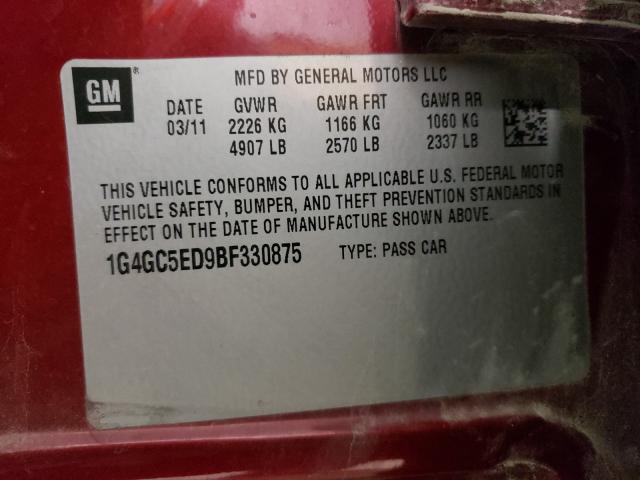 GM
MFD BY GENERAL MOTORS LLC
DATE GVWR GAWR FRT GAWR RR
03/11 2226 KG 1166 KG 1060 KG
4907 LB 2570 LB 2337 LB
THIS VEHICLE CONFORMS TO ALL APPLICABLE U.S. FEDERAL MOTOR
VEHICLE SAFETY, BUMPER, AND THEFT PREVENTION STANDARDS IN
EFFECT ON THE DATE OF MANUFACTURE SHOWN ABOVE.
1G4GC5ED9BF330875 TYPE: PASS CAR